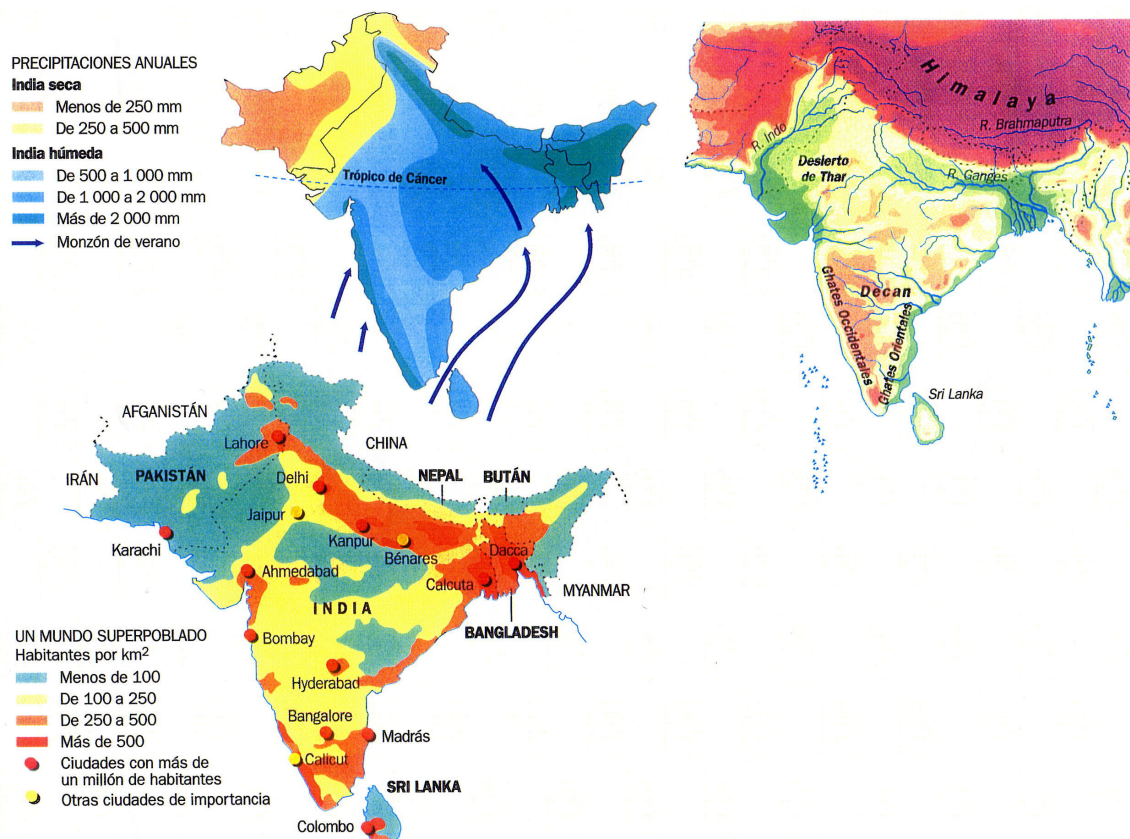 PRECIPITACIONES ANUALES
India seca
Menos de 250 mm
De 250 a 500 mm
India húmeda
De 500 a 1 000 mm
De 1 000 a 2 000 mm
Más de 2 000 mm
Monzón de verano
Trópico de Cáncer
Himalaya
R. Brahmaputra
R. Indo
Desierto
de Thar
R. Ganges
Decan
Ghates Occidentales
Ghates Orientales
Sri Lanka
AFGANISTÁN
Lahore
CHINA
IRÁN
PAKISTÁN
Delhi
NEPAL
BUTÁN
Jaipur
Karachi
Kanpur
Bénares
Dacca
Ahmedabad
Calcuta
MYANMAR
INDIA
BANGLADESH
Bombay
Hyderabad
Bangalore
Madrás
Calicut
SRI LANKA
Colombo
UN MUNDO SUPERPOBLADO
Habitantes por km²
Menos de 100
De 100 a 250
De 250 a 500
Más de 500
Ciudades con más de
un millón de habitantes
Otras ciudades de importancia